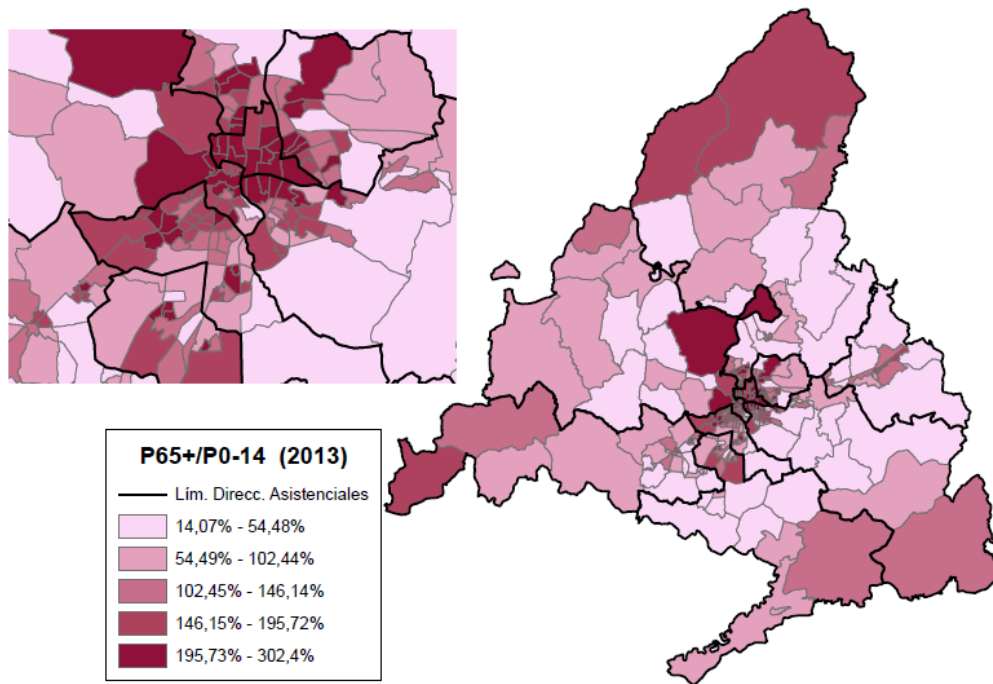 P65+/P0-14 (2013)
Lím. Direcc. Asistenciales
14,07% - 54,48%
54,49% - 102,44%
102,45% - 146,14%
146,15% - 195,72%
195,73% - 302,4%